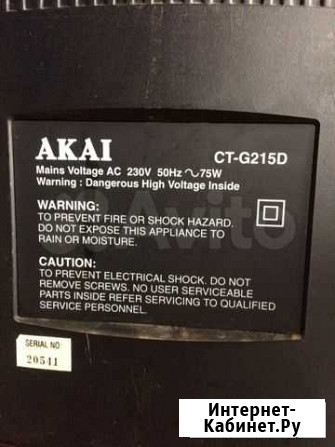 AKAI
CT-G215D
Mains Voltage AC 230V 50Hz ∿75W
Warning : Dangerous High Voltage Inside
WARNING:
TO PREVENT FIRE OR SHOCK HAZARD.
DO NOT EXPOSE THIS APPLIANCE TO
RAIN OR MOISTURE.
CAUTION:
TO PREVENT ELECTRICAL SHOCK. DO NOT
REMOVE SCREWS. NO USER SERVICEABLE
PARTS INSIDE REFER SERVICING TO QUALIFIED
SERVICE PERSONNEL.
SERIAL NO:
20541
Avito
Интернет-
Кабинет.Ру